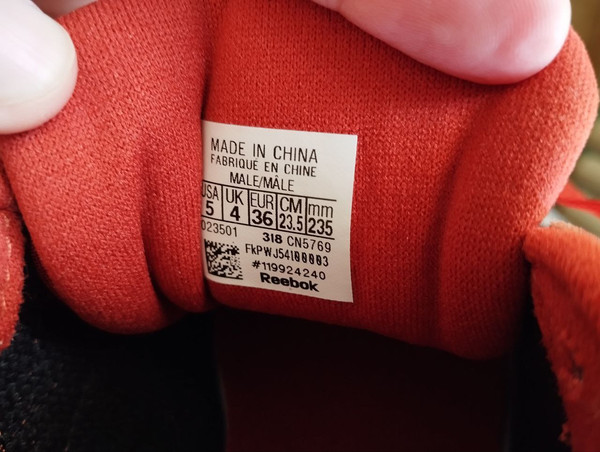 MADE IN CHINA
FABRIQUÉ EN CHINE
MALE/MÂLE
USA UK EUR CM mm
5 4 36 23.5 235
023501 318 CN5769
FKPWJ54100003
#119924240
Reebok